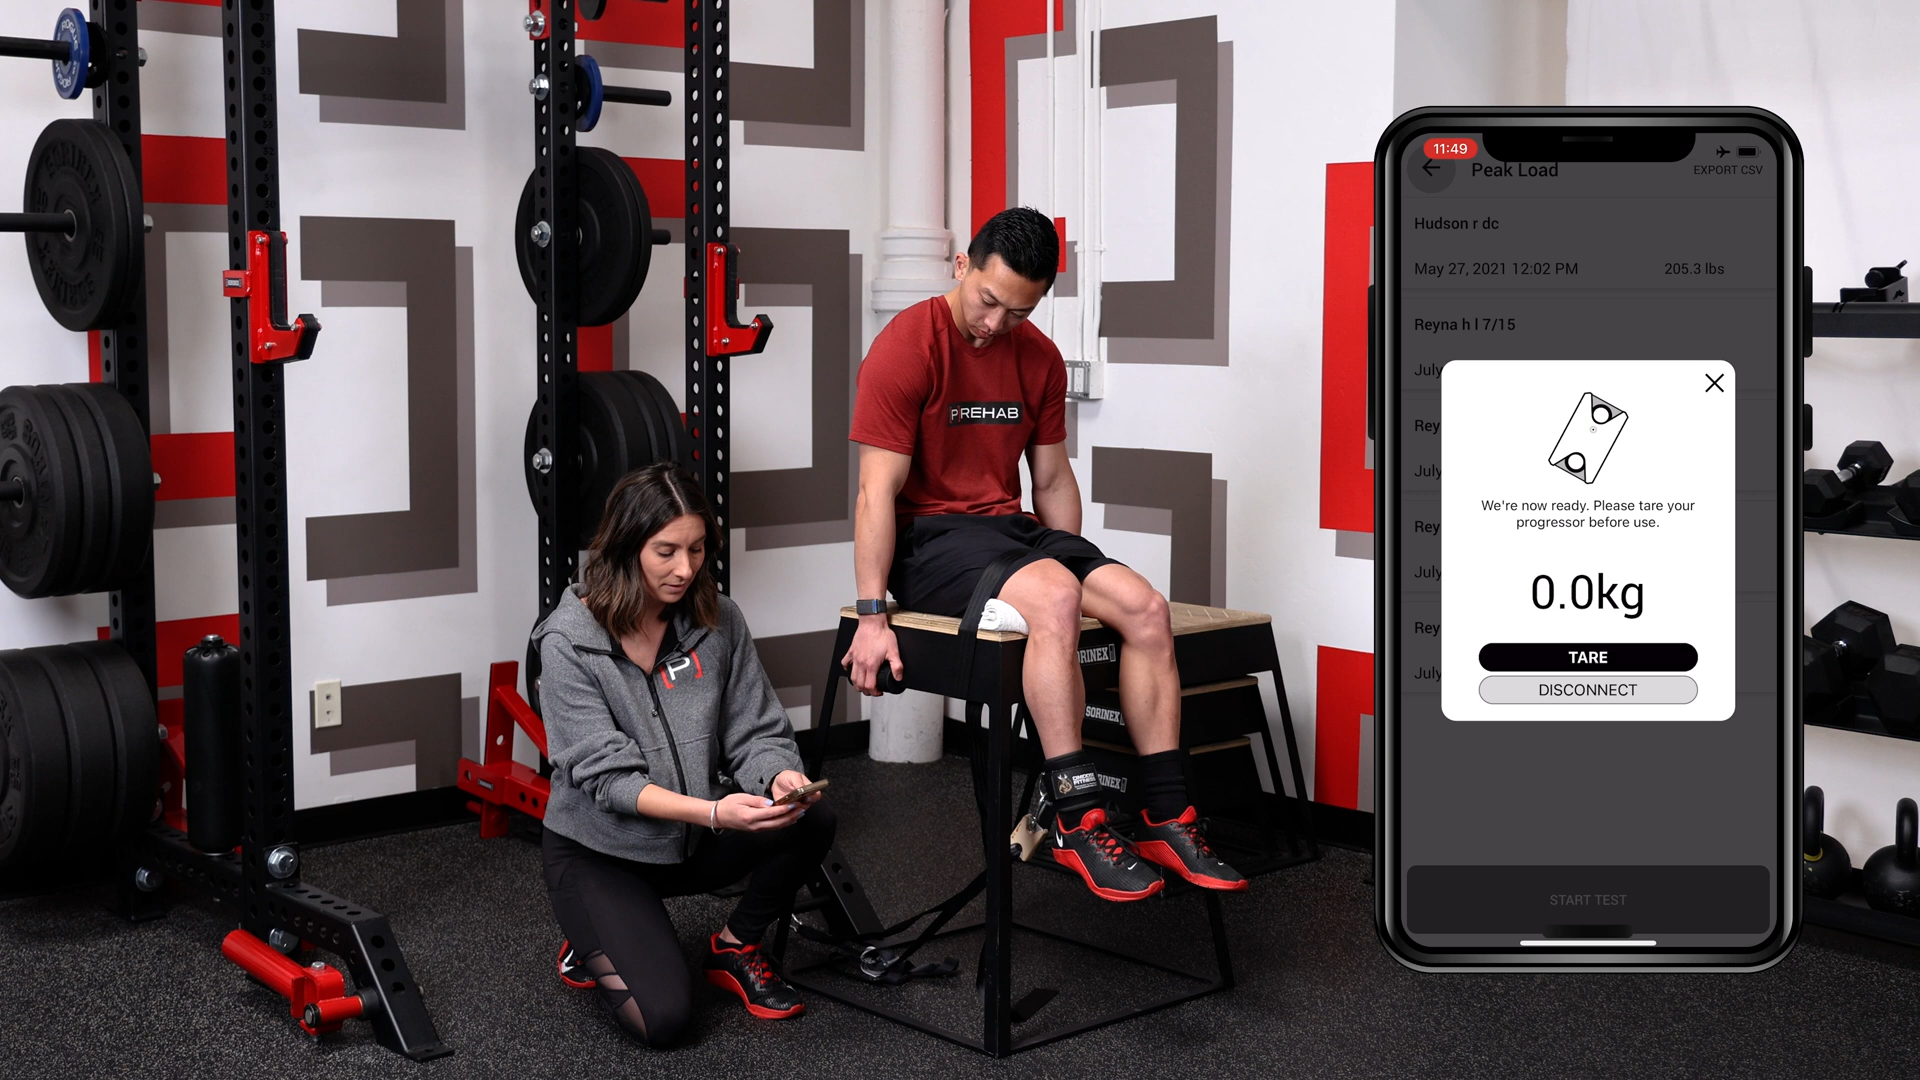 ROGUE
P]REHAB
[P]
SORINEX
SORINEX
11:49
Peak Load
EXPORT CSV
Hudson r dc
May 27, 2021 12:02 PM 205.3 lbs
Reyna h l 7/15
July
Rey
July
Rey
July
Rey
July
We're now ready. Please tare your
progressor before use.
0.0kg
TARE
DISCONNECT
START TEST